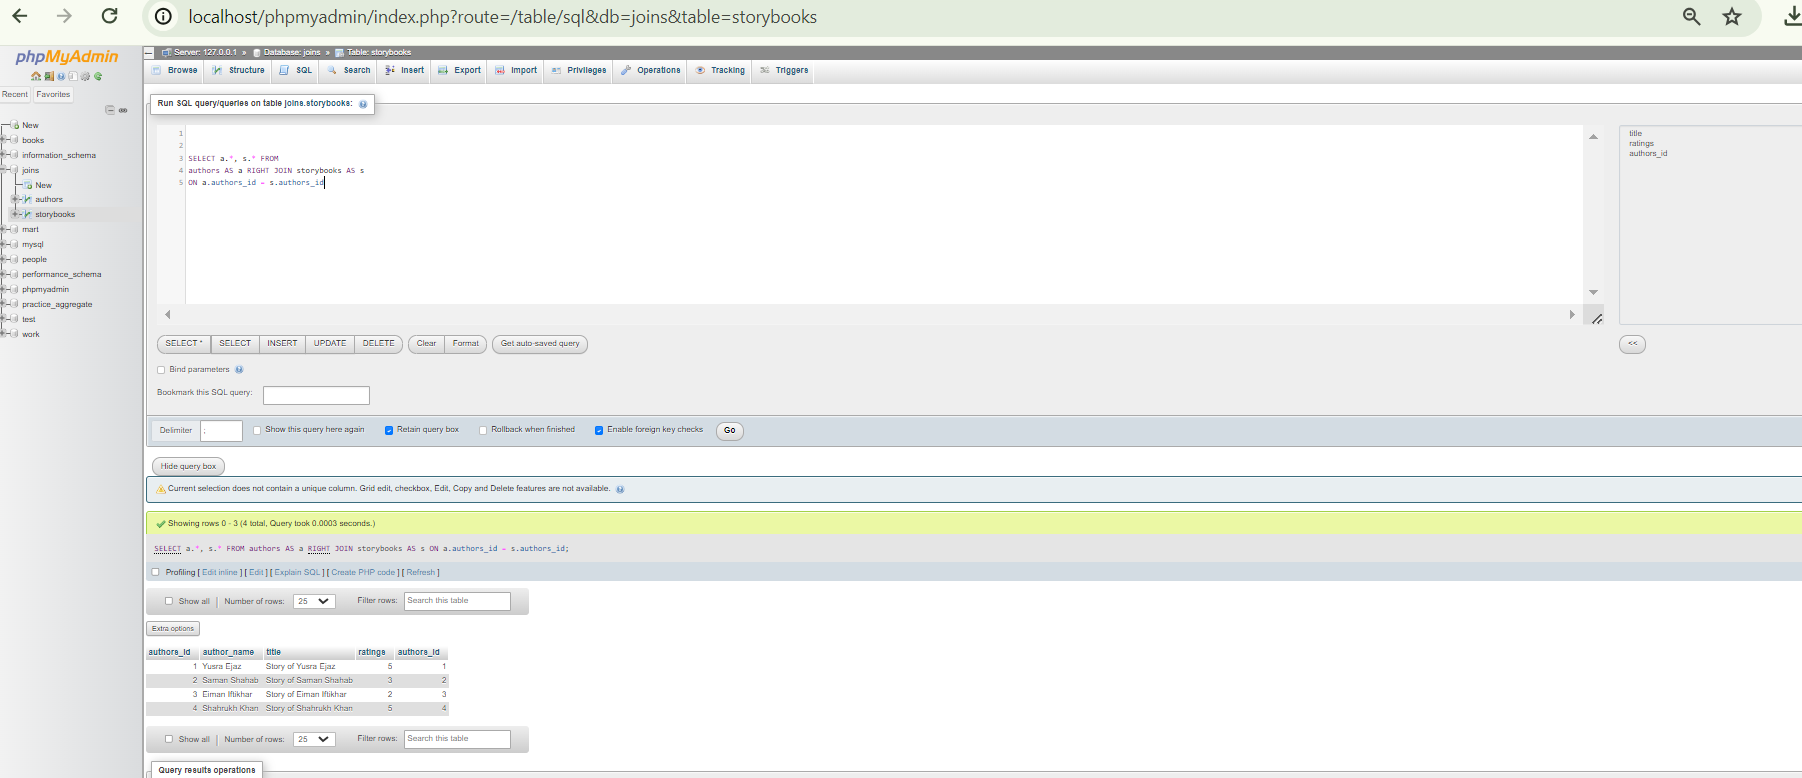 localhost/phpmyadmin/index.php?route=/table/sql&db=joins&table=storybooks
phpMyAdmin
Recent Favorites
New
books
information_schema
joins
New
authors
storybooks
mart
mysql
people
performance_schema
phpmyadmin
practice_aggregate
test
work
Server: 127.0.0.1 » Database: joins » Table: storybooks
Browse Structure SQL Search Insert Export Import Privileges Operations Tracking Triggers
Run SQL query/queries on table joins.storybooks:
1
2
3 SELECT a.*, s.* FROM
4 authors AS a RIGHT JOIN storybooks AS s
5 ON a.authors_id = s.authors_id
title
ratings
authors_id
SELECT * SELECT INSERT UPDATE DELETE Clear Format Get auto-saved query <<
Bind parameters
Bookmark this SQL query:
Delimiter ; Show this query here again Retain query box Rollback when finished Enable foreign key checks Go
Hide query box
Current selection does not contain a unique column. Grid edit, checkbox, Edit, Copy and Delete features are not available.
Showing rows 0 - 3 (4 total, Query took 0.0003 seconds.)
SELECT a.*, s.* FROM authors AS a RIGHT JOIN storybooks AS s ON a.authors_id = s.authors_id;
Profiling [ Edit inline ] [ Edit ] [ Explain SQL ] [ Create PHP code ] [ Refresh ]
Show all | Number of rows: 25 Filter rows: Search this table
Extra options
authors_id author_name title ratings authors_id
1 Yusra Ejaz Story of Yusra Ejaz 5 1
2 Saman Shahab Story of Saman Shahab 3 2
3 Eiman Iftikhar Story of Eiman Iftikhar 2 3
4 Shahrukh Khan Story of Shahrukh Khan 5 4
Show all | Number of rows: 25 Filter rows: Search this table
Query results operations